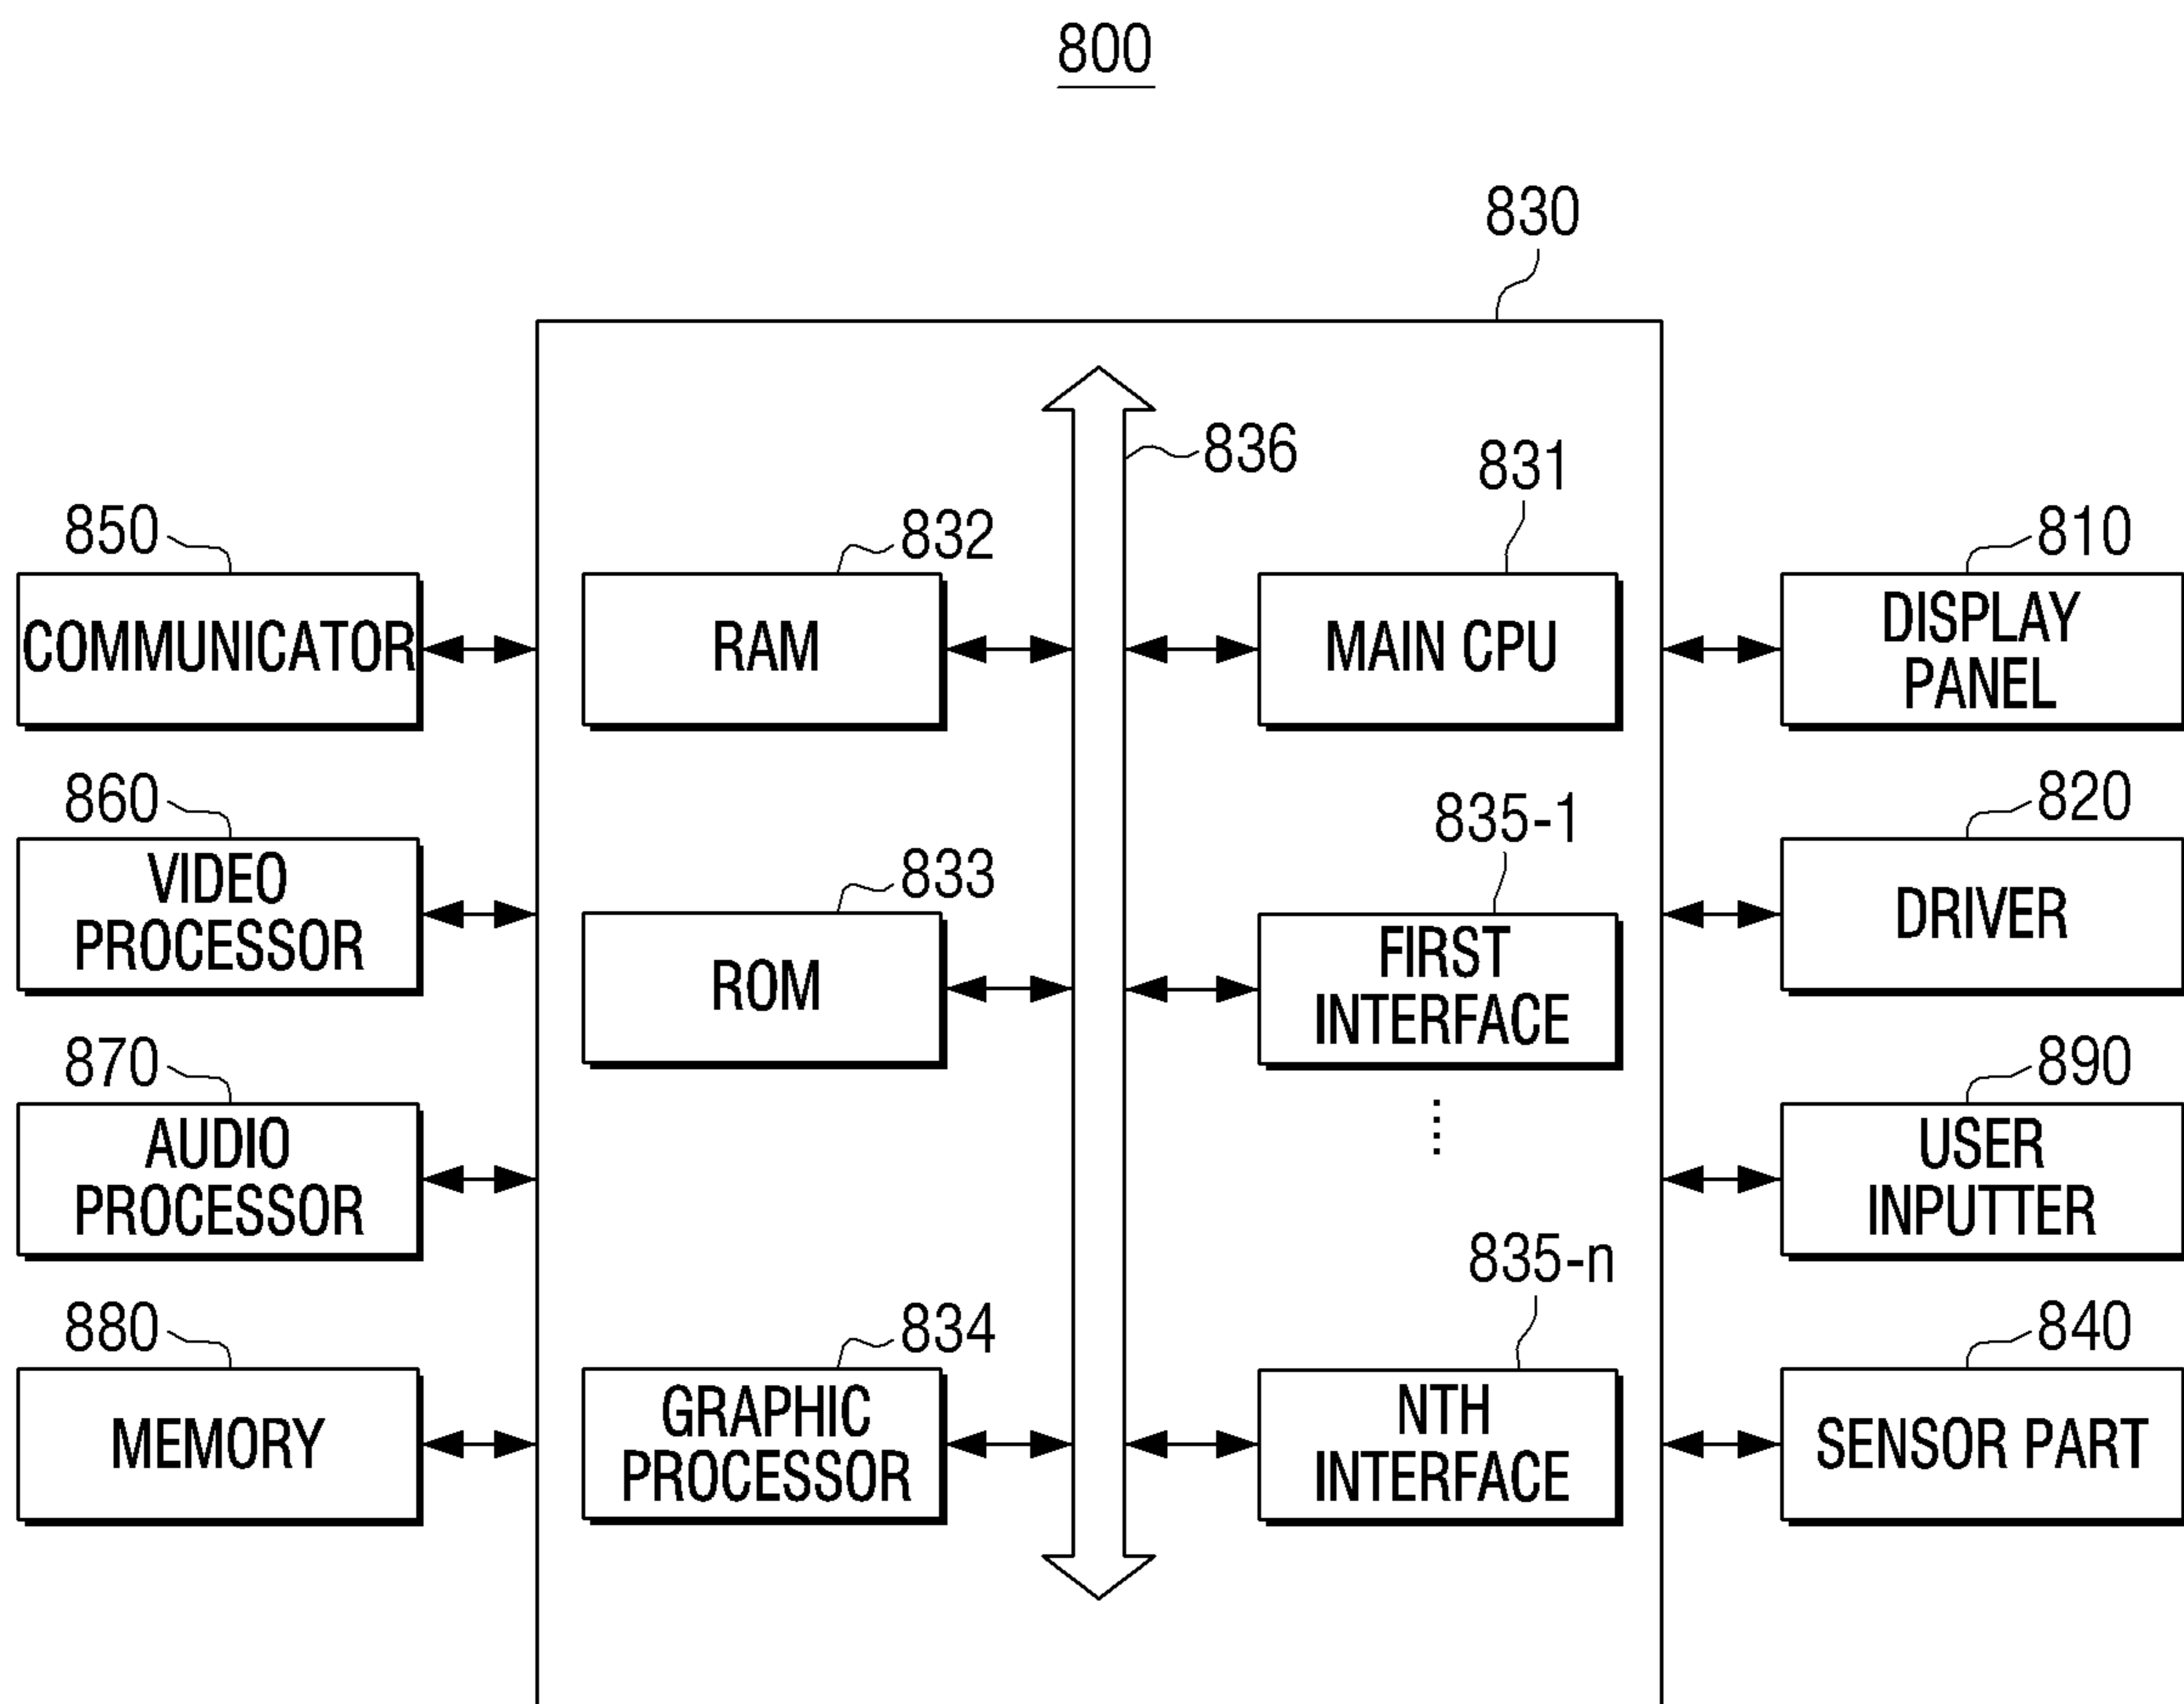 800
830
836
831
850
832
810
COMMUNICATOR
RAM
MAIN CPU
DISPLAY
PANEL
860
833
835-1
820
VIDEO
PROCESSOR
ROM
FIRST
INTERFACE
DRIVER
870
890
AUDIO
PROCESSOR
USER
INPUTTER
880
834
835-n
840
MEMORY
GRAPHIC
PROCESSOR
NTH
INTERFACE
SENSOR PART